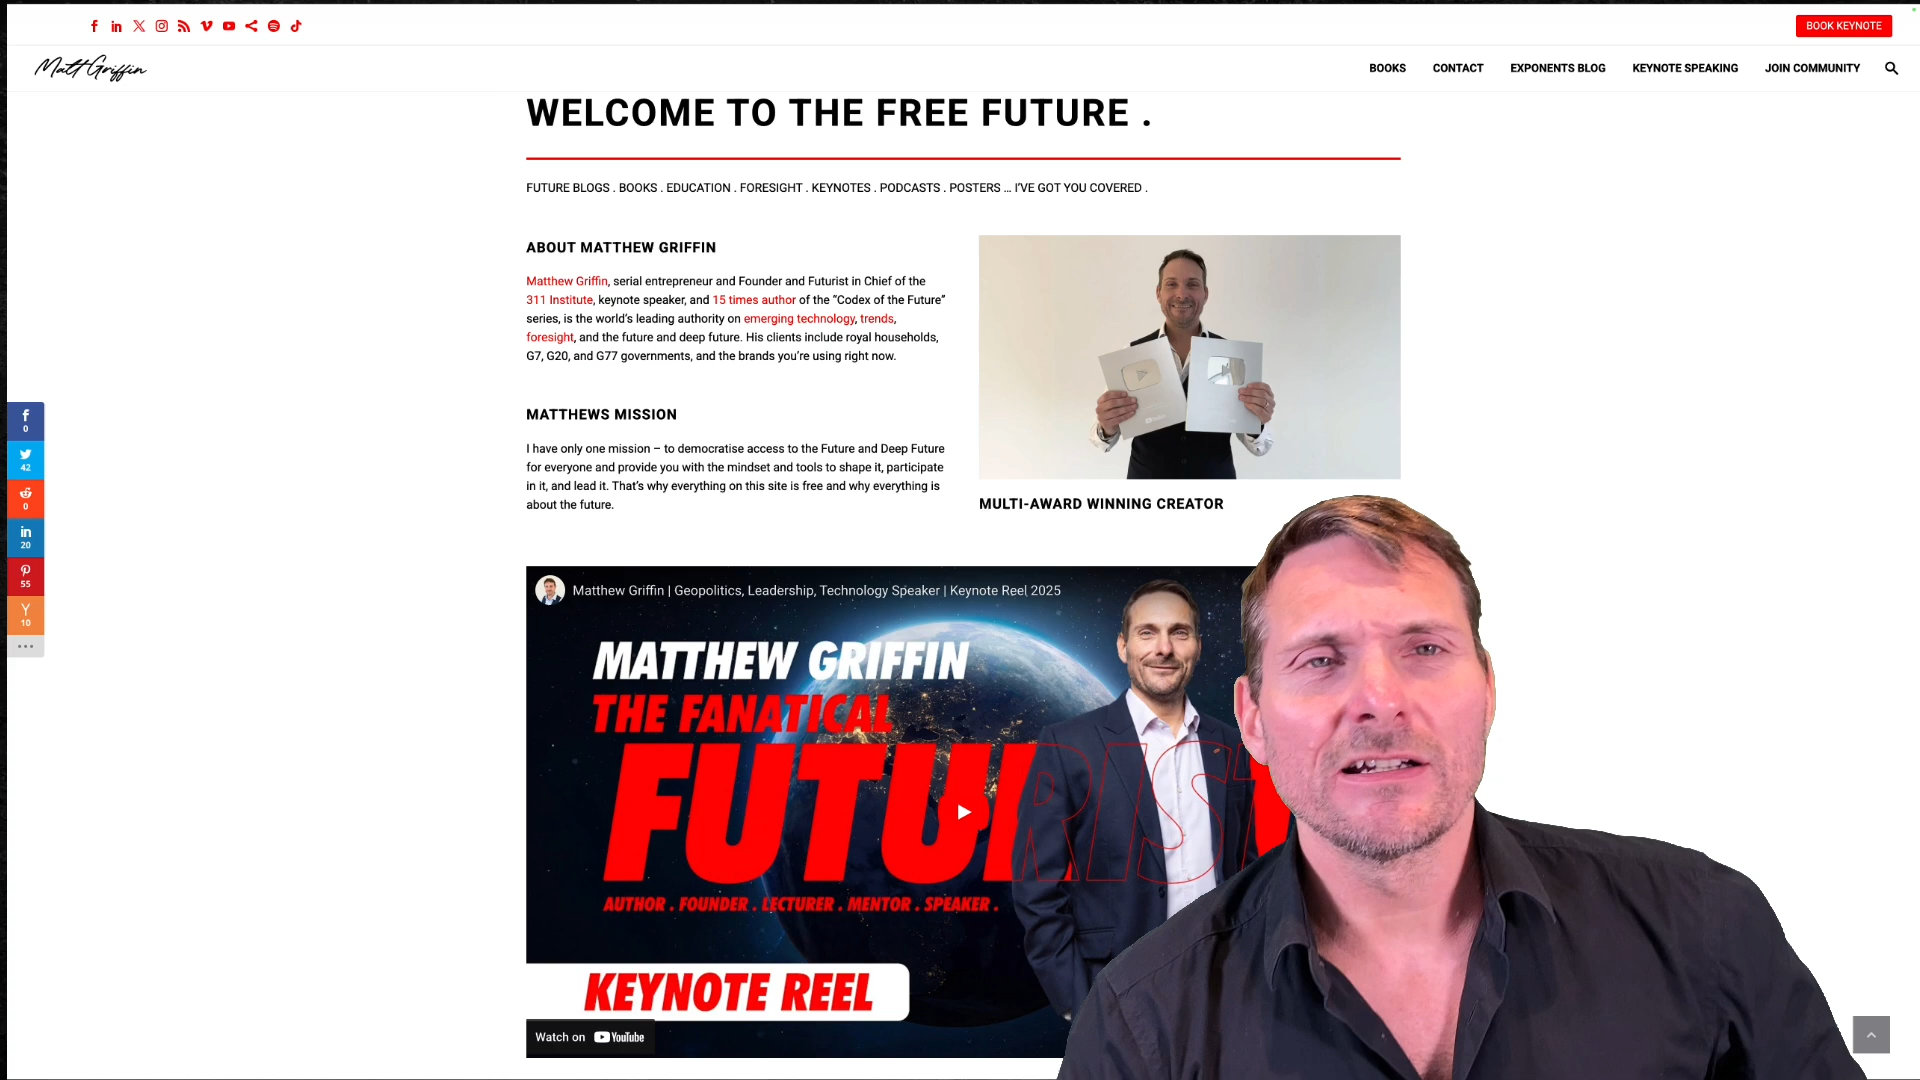 BOOK KEYNOTE
Matt Griffin
BOOKS CONTACT EXPONENTS BLOG KEYNOTE SPEAKING JOIN COMMUNITY
WELCOME TO THE FREE FUTURE .
FUTURE BLOGS . BOOKS . EDUCATION . FORESIGHT . KEYNOTES . PODCASTS . POSTERS ... I'VE GOT YOU COVERED .
ABOUT MATTHEW GRIFFIN
Matthew Griffin, serial entrepreneur and Founder and Futurist in Chief of the
311 Institute, keynote speaker, and 15 times author of the “Codex of the Future”
series, is the world's leading authority on emerging technology, trends,
foresight, and the future and deep future. His clients include royal households,
G7, G20, and G77 governments, and the brands you're using right now.
MATTHEWS MISSION
I have only one mission – to democratise access to the Future and Deep Future
for everyone and provide you with the mindset and tools to shape it, participate
in it, and lead it. That's why everything on this site is free and why everything is
about the future.
MULTI-AWARD WINNING CREATOR
0
42
0
20
55
10
Matthew Griffin | Geopolitics, Leadership, Technology Speaker | Keynote Reel 2025
MATTHEW GRIFFIN
THE FANATICAL
FUTURIST
AUTHOR . FOUNDER . LECTURER . MENTOR . SPEAKER .
KEYNOTE REEL
Watch on YouTube